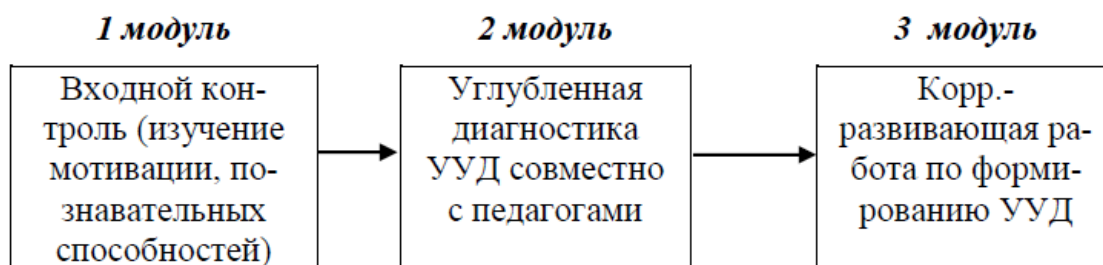 1 модуль
2 модуль
3 модуль
Входной кон-
троль (изучение
мотивации, по-
знавательных
способностей)
Углубленная
диагностика
УУД совместно
с педагогами
Корр.-
развивающая ра-
бота по форми-
рованию УУД